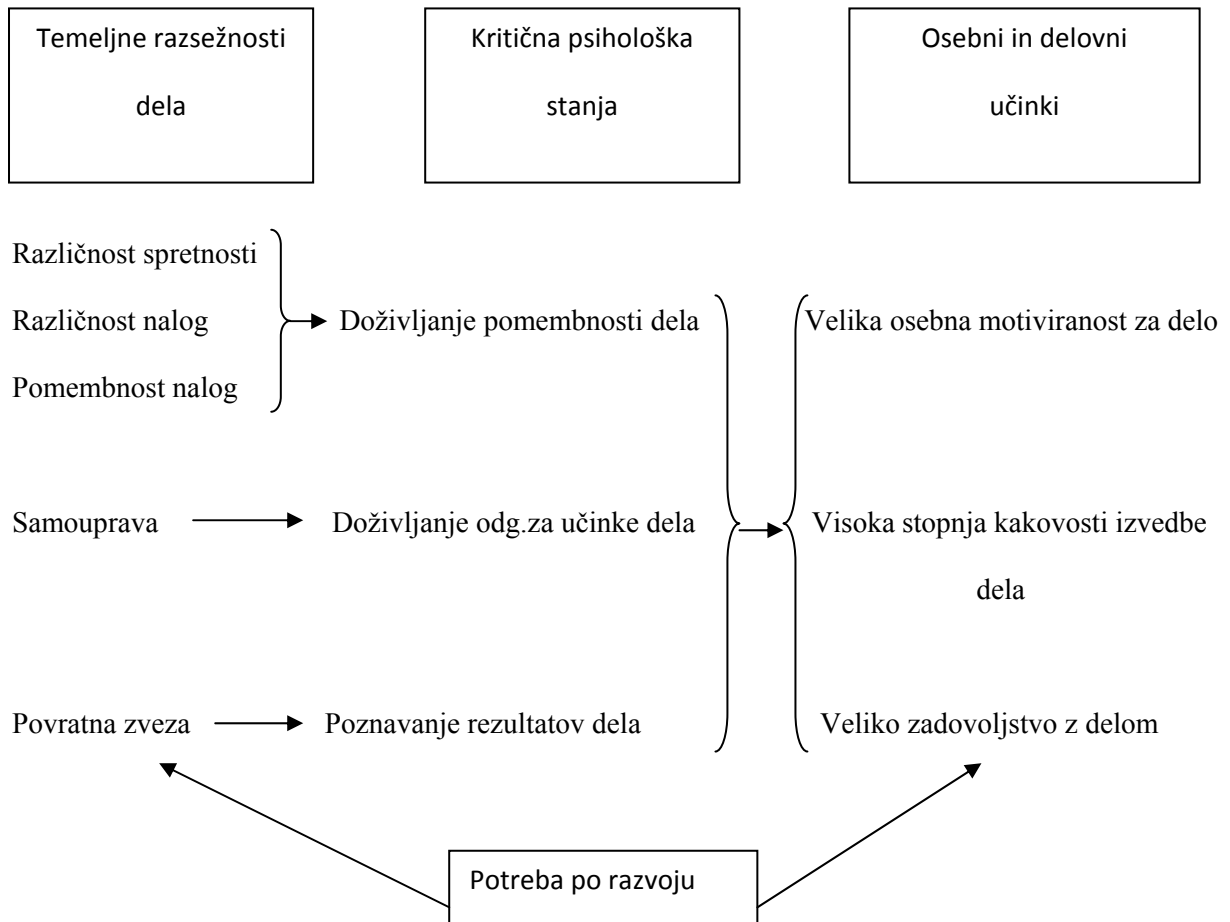 Temeljne razsežnosti
dela
Kritična psihološka
stanja
Osebni in delovni
učinki
Različnost spretnosti
Različnost nalog
Pomembnost nalog
Doživljanje pomembnosti dela
Velika osebna motiviranost za delo
Samouprava
Doživljanje odg.za učinke dela
Visoka stopnja kakovosti izvedbe
dela
Povratna zveza
Poznavanje rezultatov dela
Veliko zadovoljstvo z delom
Potreba po razvoju